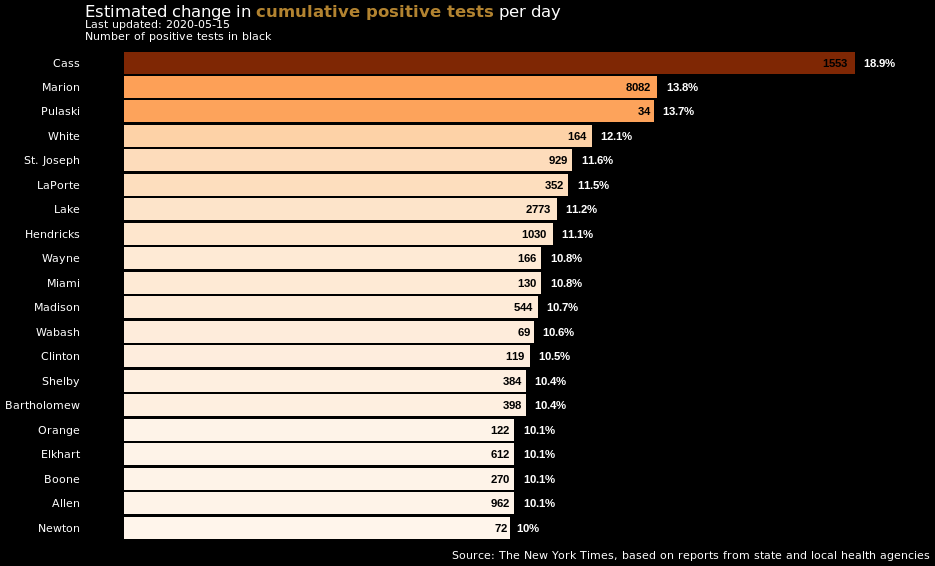 Estimated change in cumulative positive tests per day
Last updated: 2020-05-15
Number of positive tests in black
Cass 1553 18.9%
Marion 8082 13.8%
Pulaski 34 13.7%
White 164 12.1%
St. Joseph 929 11.6%
LaPorte 352 11.5%
Lake 2773 11.2%
Hendricks 1030 11.1%
Wayne 166 10.8%
Miami 130 10.8%
Madison 544 10.7%
Wabash 69 10.6%
Clinton 119 10.5%
Shelby 384 10.4%
Bartholomew 398 10.4%
Orange 122 10.1%
Elkhart 612 10.1%
Boone 270 10.1%
Allen 962 10.1%
Newton 72 10%
Source: The New York Times, based on reports from state and local health agencies